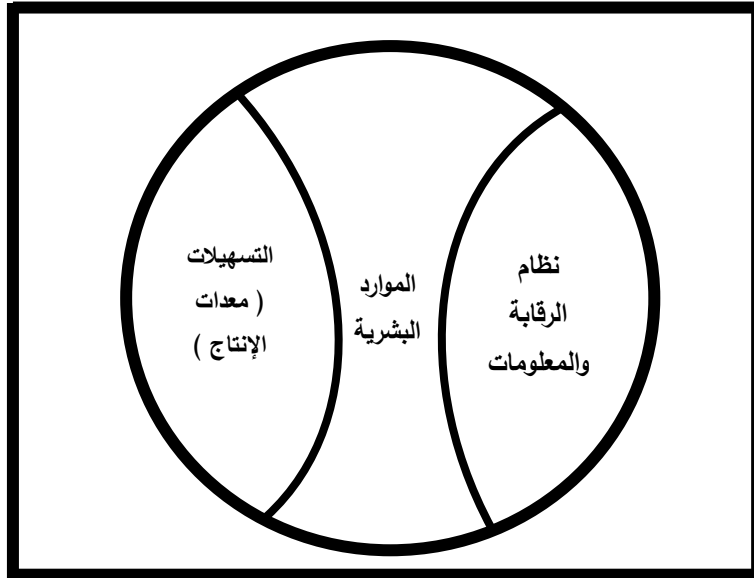 نظام
الرقابة
والمعلومات
الموارد
البشرية
التسهيلات
( معدات
الإنتاج )